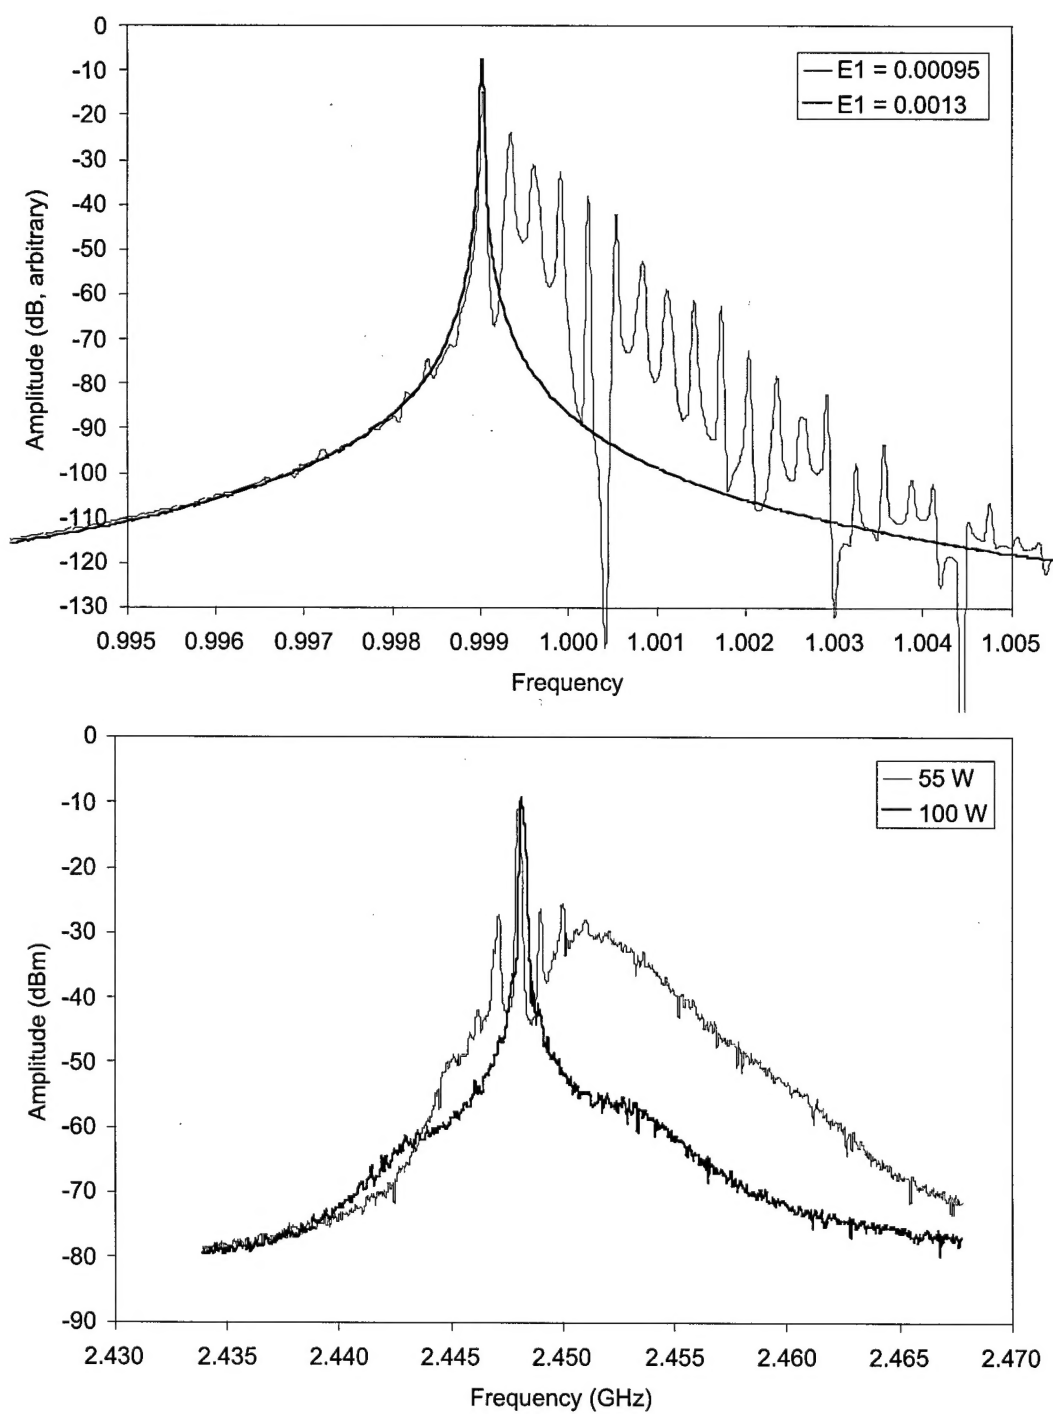 0
-10
-20
-30
-40
-50
-60
-70
-80
-90
-100
-110
-120
-130
Amplitude (dB, arbitrary)
E1 = 0.00095
E1 = 0.0013
0.995 0.996 0.997 0.998 0.999 1.000 1.001 1.002 1.003 1.004 1.005
Frequency
0
-10
-20
-30
-40
-50
-60
-70
-80
-90
Amplitude (dBm)
55 W
100 W
2.430 2.435 2.440 2.445 2.450 2.455 2.460 2.465 2.470
Frequency (GHz)